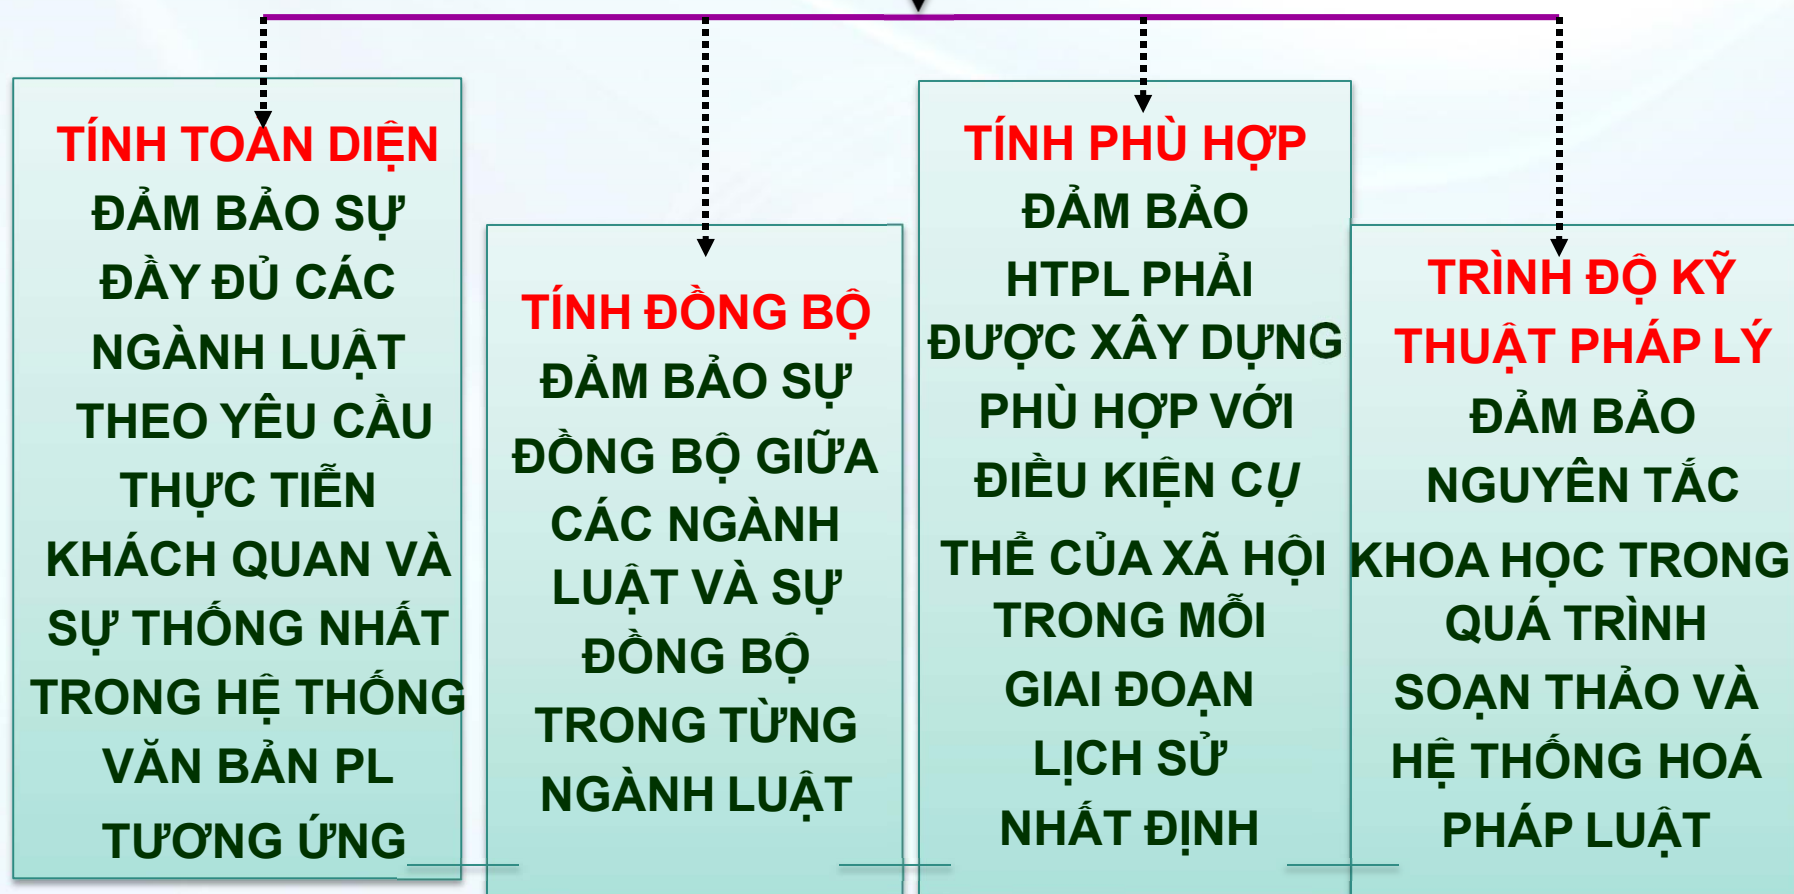 TÍNH TOÀN DIỆN
ĐẢM BẢO SỰ
ĐẦY ĐỦ CÁC
NGÀNH LUẬT
THEO YÊU CẦU
THỰC TIỄN
KHÁCH QUAN VÀ
SỰ THỐNG NHẤT
TRONG HỆ THỐNG
VĂN BẢN PL
TƯƠNG ỨNG
TÍNH ĐỒNG BỘ
ĐẢM BẢO SỰ
ĐỒNG BỘ GIỮA
CÁC NGÀNH
LUẬT VÀ SỰ
ĐỒNG BỘ
TRONG TỪNG
NGÀNH LUẬT
TÍNH PHÙ HỢP
ĐẢM BẢO
HTPL PHẢI
ĐƯỢC XÂY DỰNG
PHÙ HỢP VỚI
ĐIỀU KIỆN CỤ
THỂ CỦA XÃ HỘI
TRONG MỖI
GIAI ĐOẠN
LỊCH SỬ
NHẤT ĐỊNH
TRÌNH ĐỘ KỸ
THUẬT PHÁP LÝ
ĐẢM BẢO
NGUYÊN TẮC
KHOA HỌC TRONG
QUÁ TRÌNH
SOẠN THẢO VÀ
HỆ THỐNG HOÁ
PHÁP LUẬT